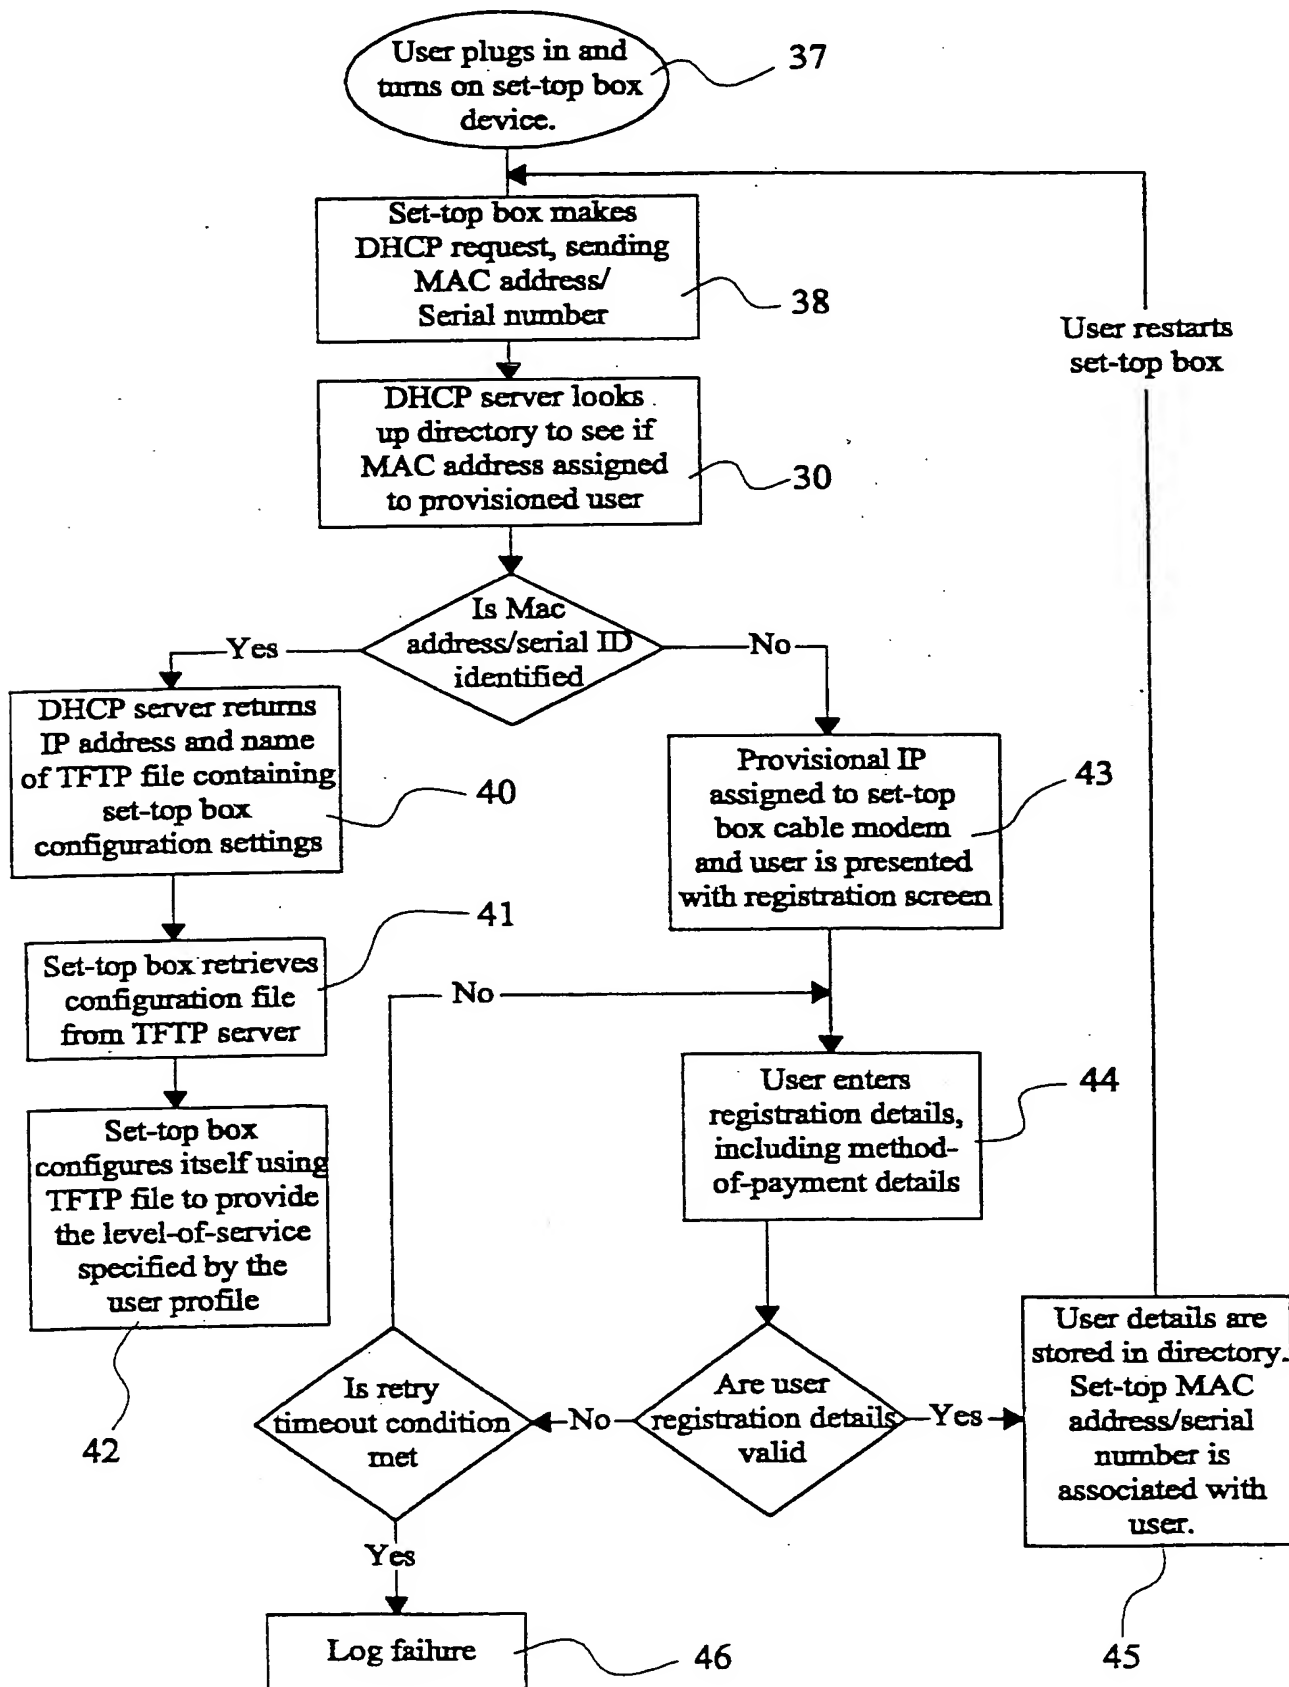 User plugs in and
turns on set-top box
device.
37
Set-top box makes
DHCP request, sending
MAC address/
Serial number
38
User restarts
set-top box
DHCP server looks
up directory to see if
MAC address assigned
to provisioned user
30
Is Mac
address/serial ID
identified
Yes
No
DHCP server returns
IP address and name
of TFTP file containing
set-top box
configuration settings
40
Provisional IP
assigned to set-top
box cable modem
and user is presented
with registration screen
43
41
Set-top box retrieves
configuration file
from TFTP server
No
User enters
registration details,
including method-
of-payment details
44
Set-top box
configures itself using
TFTP file to provide
the level-of-service
specified by the
user profile
42
Is retry
timeout condition
met
No
Are user
registration details
valid
Yes
User details are
stored in directory.
Set-top MAC
address/serial
number is
associated with
user.
45
Yes
Log failure
46